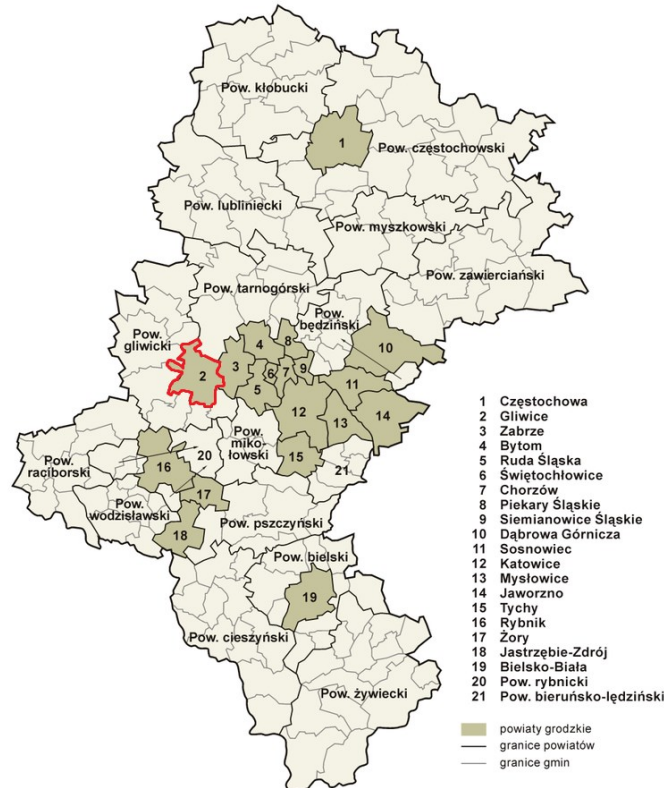 Pow. kłobucki
1
Pow. częstochowski
Pow. lubliniecki
Pow. myszkowski
Pow. zawierciański
Pow. tarnogórski
Pow.
będziński
Pow.
gliwicki
4
8
10
2
3
6
7
9
5
11
12
13
14
Pow.
miko-
łowski
Pow.
raciborski
16
20
15
21
Pow.
wodzisławski
17
18
Pow. pszczyński
Pow. bielski
19
Pow. cieszyński
Pow. żywiecki
1 Częstochowa
2 Gliwice
3 Zabrze
4 Bytom
5 Ruda Śląska
6 Świętochłowice
7 Chorzów
8 Piekary Śląskie
9 Siemianowice Śląskie
10 Dąbrowa Górnicza
11 Sosnowiec
12 Katowice
13 Mysłowice
14 Jaworzno
15 Tychy
16 Rybnik
17 Żory
18 Jastrzębie-Zdrój
19 Bielsko-Biała
20 Pow. rybnicki
21 Pow. bieruńsko-lędziński
powiaty grodzkie
granice powiatów
granice gmin